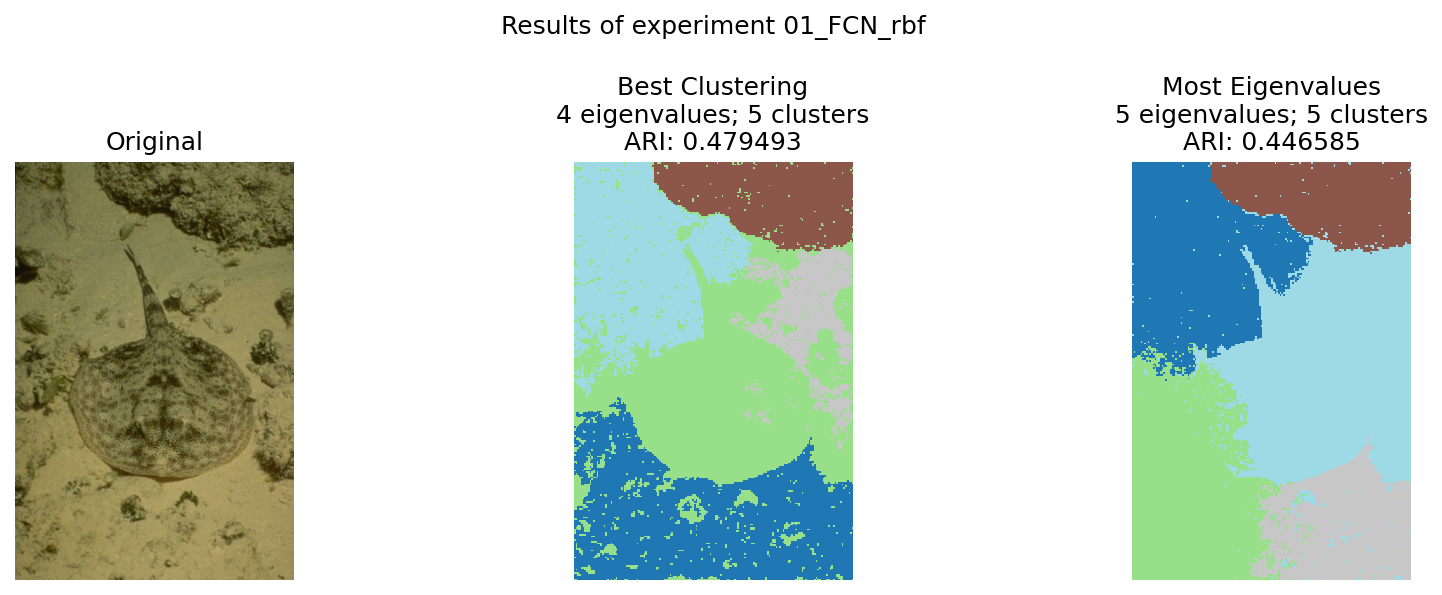 Results of experiment 01_FCN_rbf
Original
Best Clustering
4 eigenvalues; 5 clusters
ARI: 0.479493
Most Eigenvalues
5 eigenvalues; 5 clusters
ARI: 0.446585